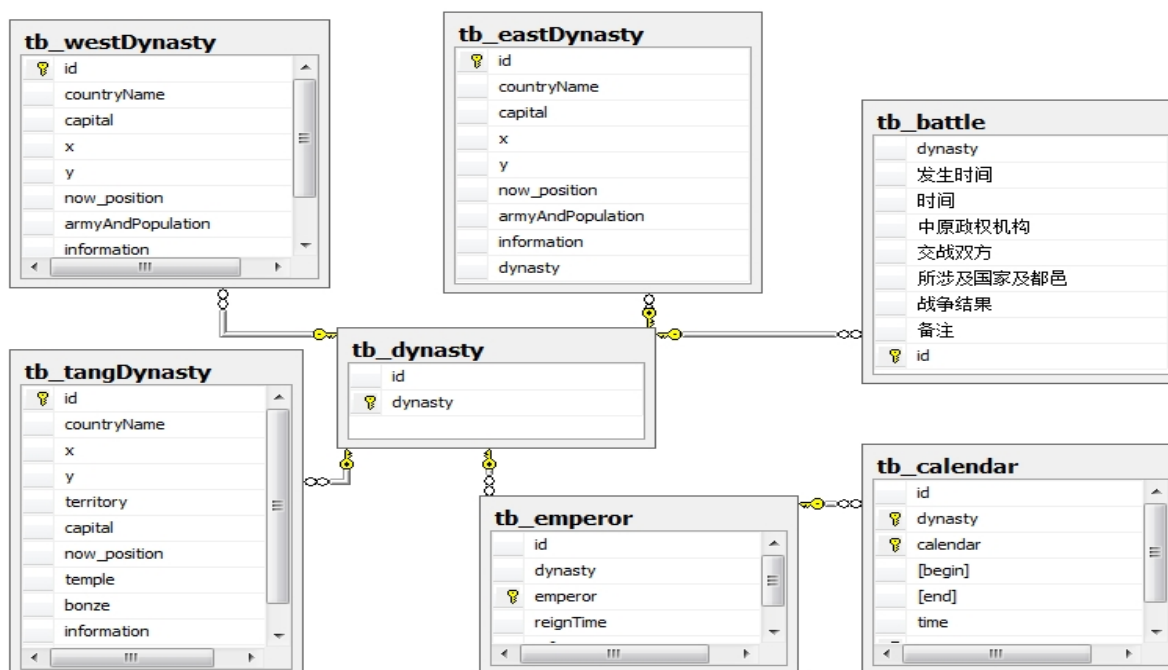 tb_westDynasty
id
countryName
capital
x
y
now_position
armyAndPopulation
information
tb_eastDynasty
id
countryName
capital
x
y
now_position
armyAndPopulation
information
dynasty
tb_battle
dynasty
发生时间
时间
中原政权机构
交战双方
所涉及国家及都邑
战争结果
备注
id
tb_dynasty
id
dynasty
tb_tangDynasty
id
countryName
x
y
territory
capital
now_position
temple
bonze
information
tb_emperor
id
dynasty
emperor
reignTime
tb_calendar
id
dynasty
calendar
[begin]
[end]
time